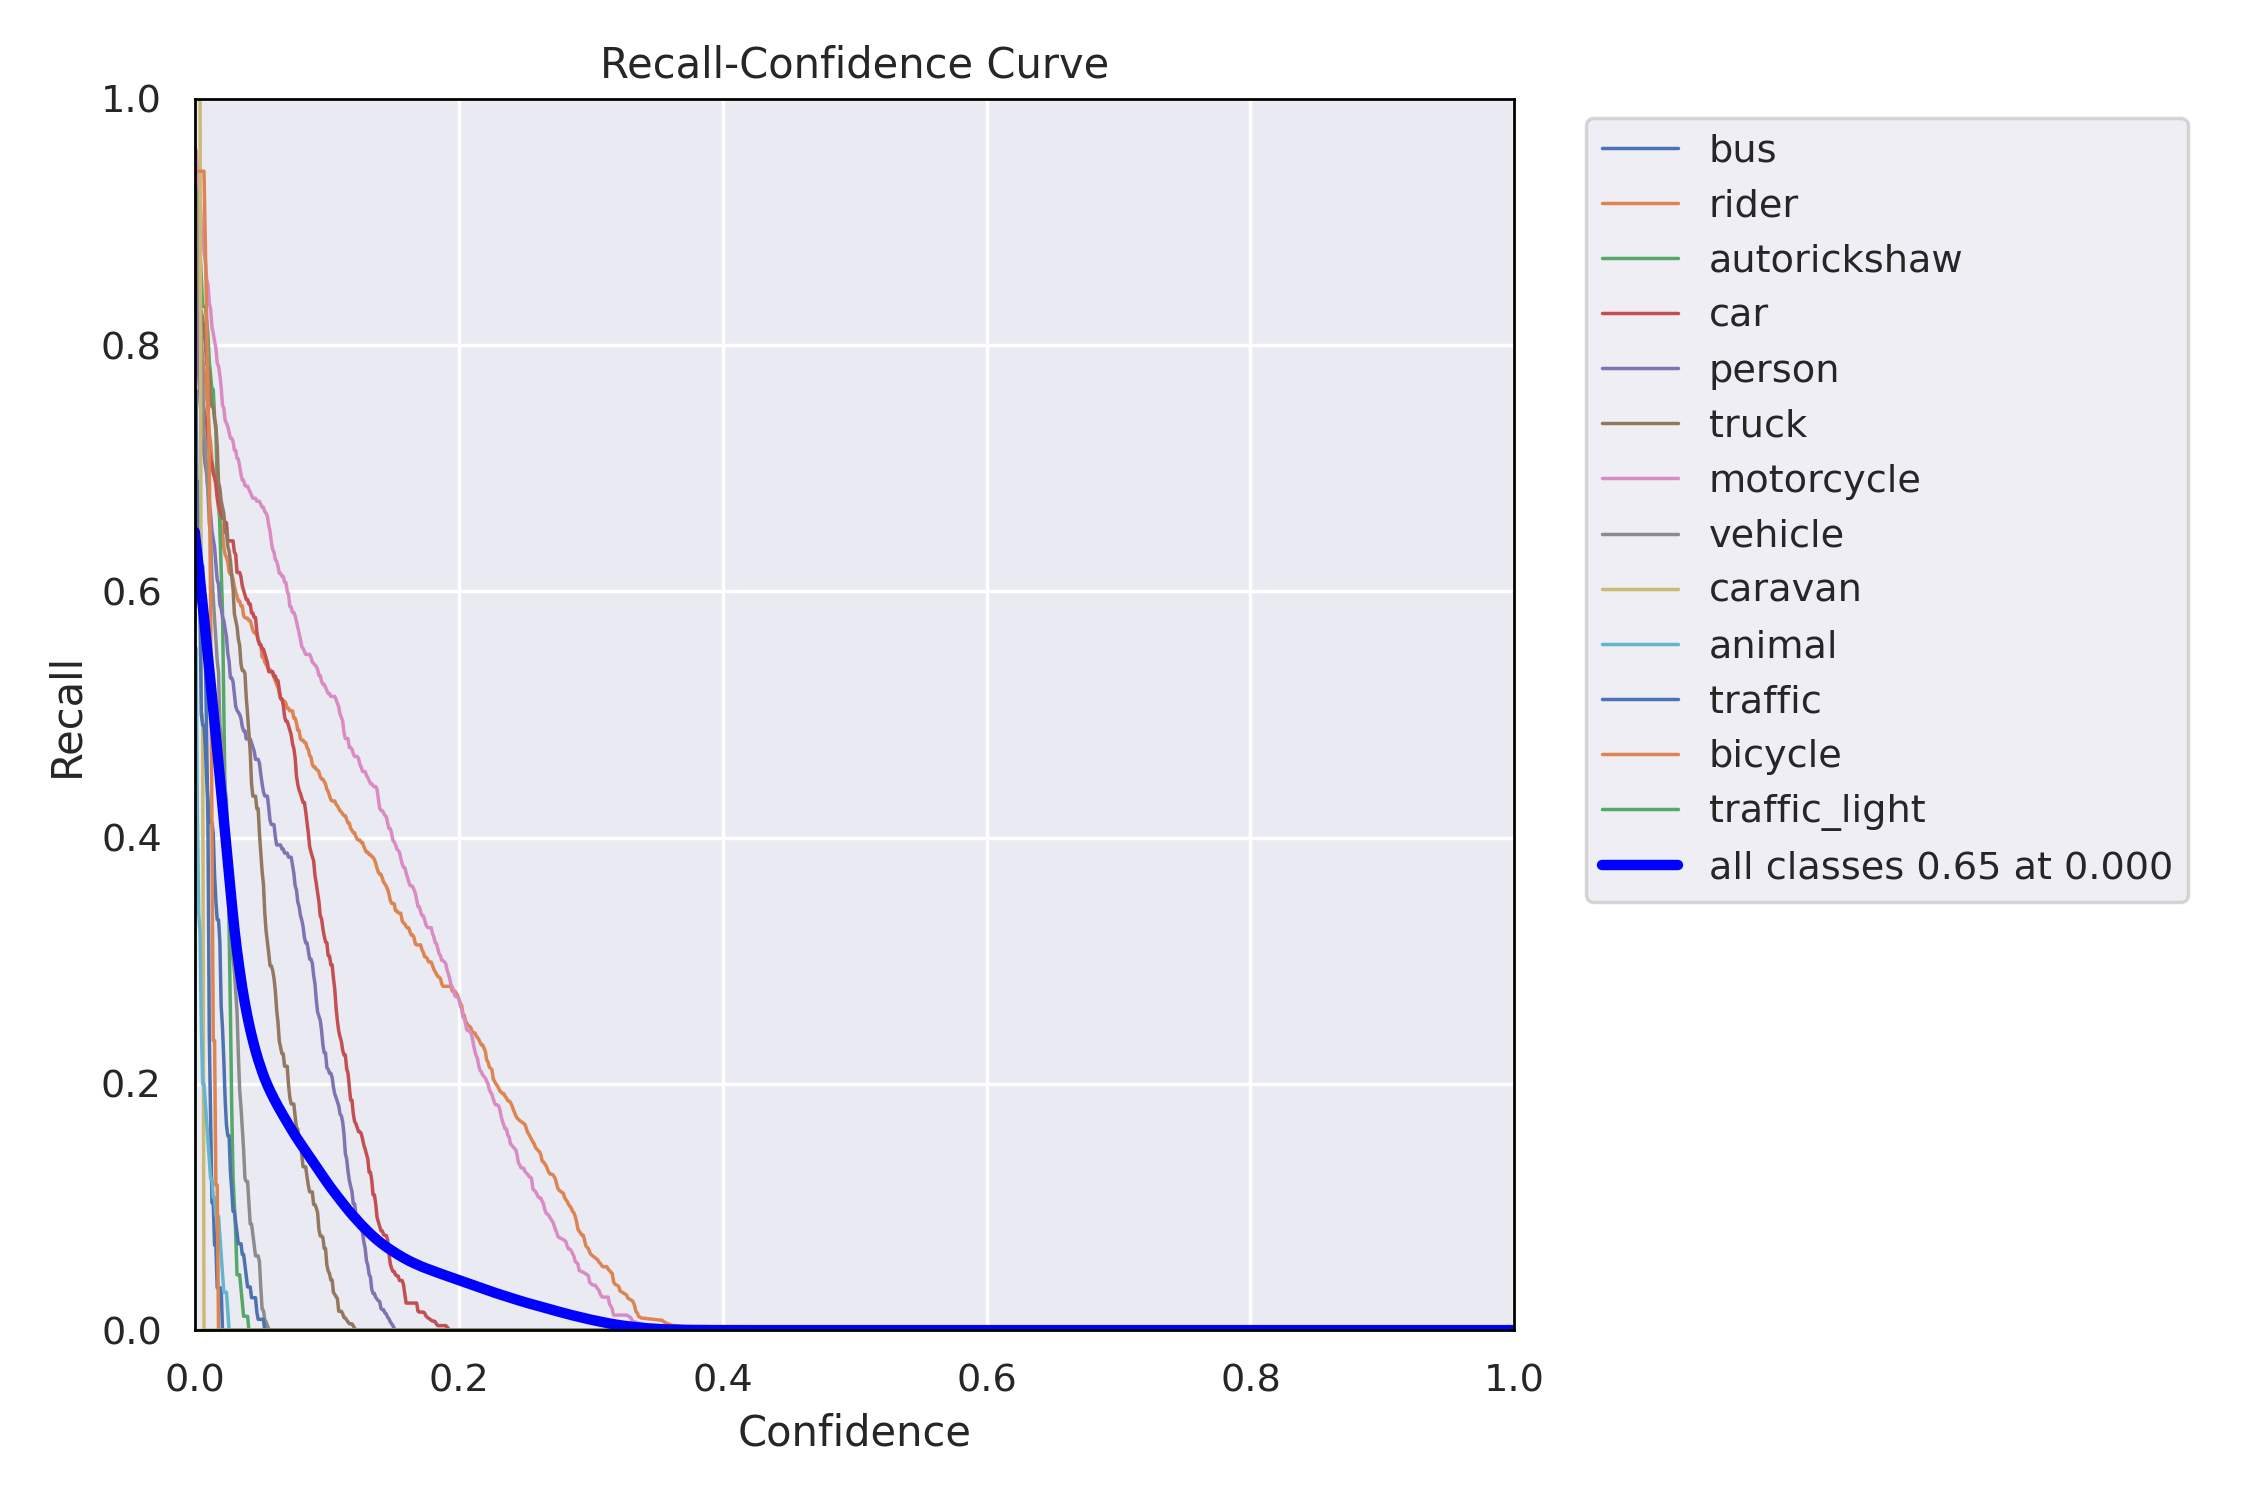 Recall-Confidence Curve
1.0
0.8
0.6
0.4
0.2
0.0
Recall
0.0 0.2 0.4 0.6 0.8 1.0
Confidence
bus
rider
autorickshaw
car
person
truck
motorcycle
vehicle
caravan
animal
traffic
bicycle
traffic_light
all classes 0.65 at 0.000